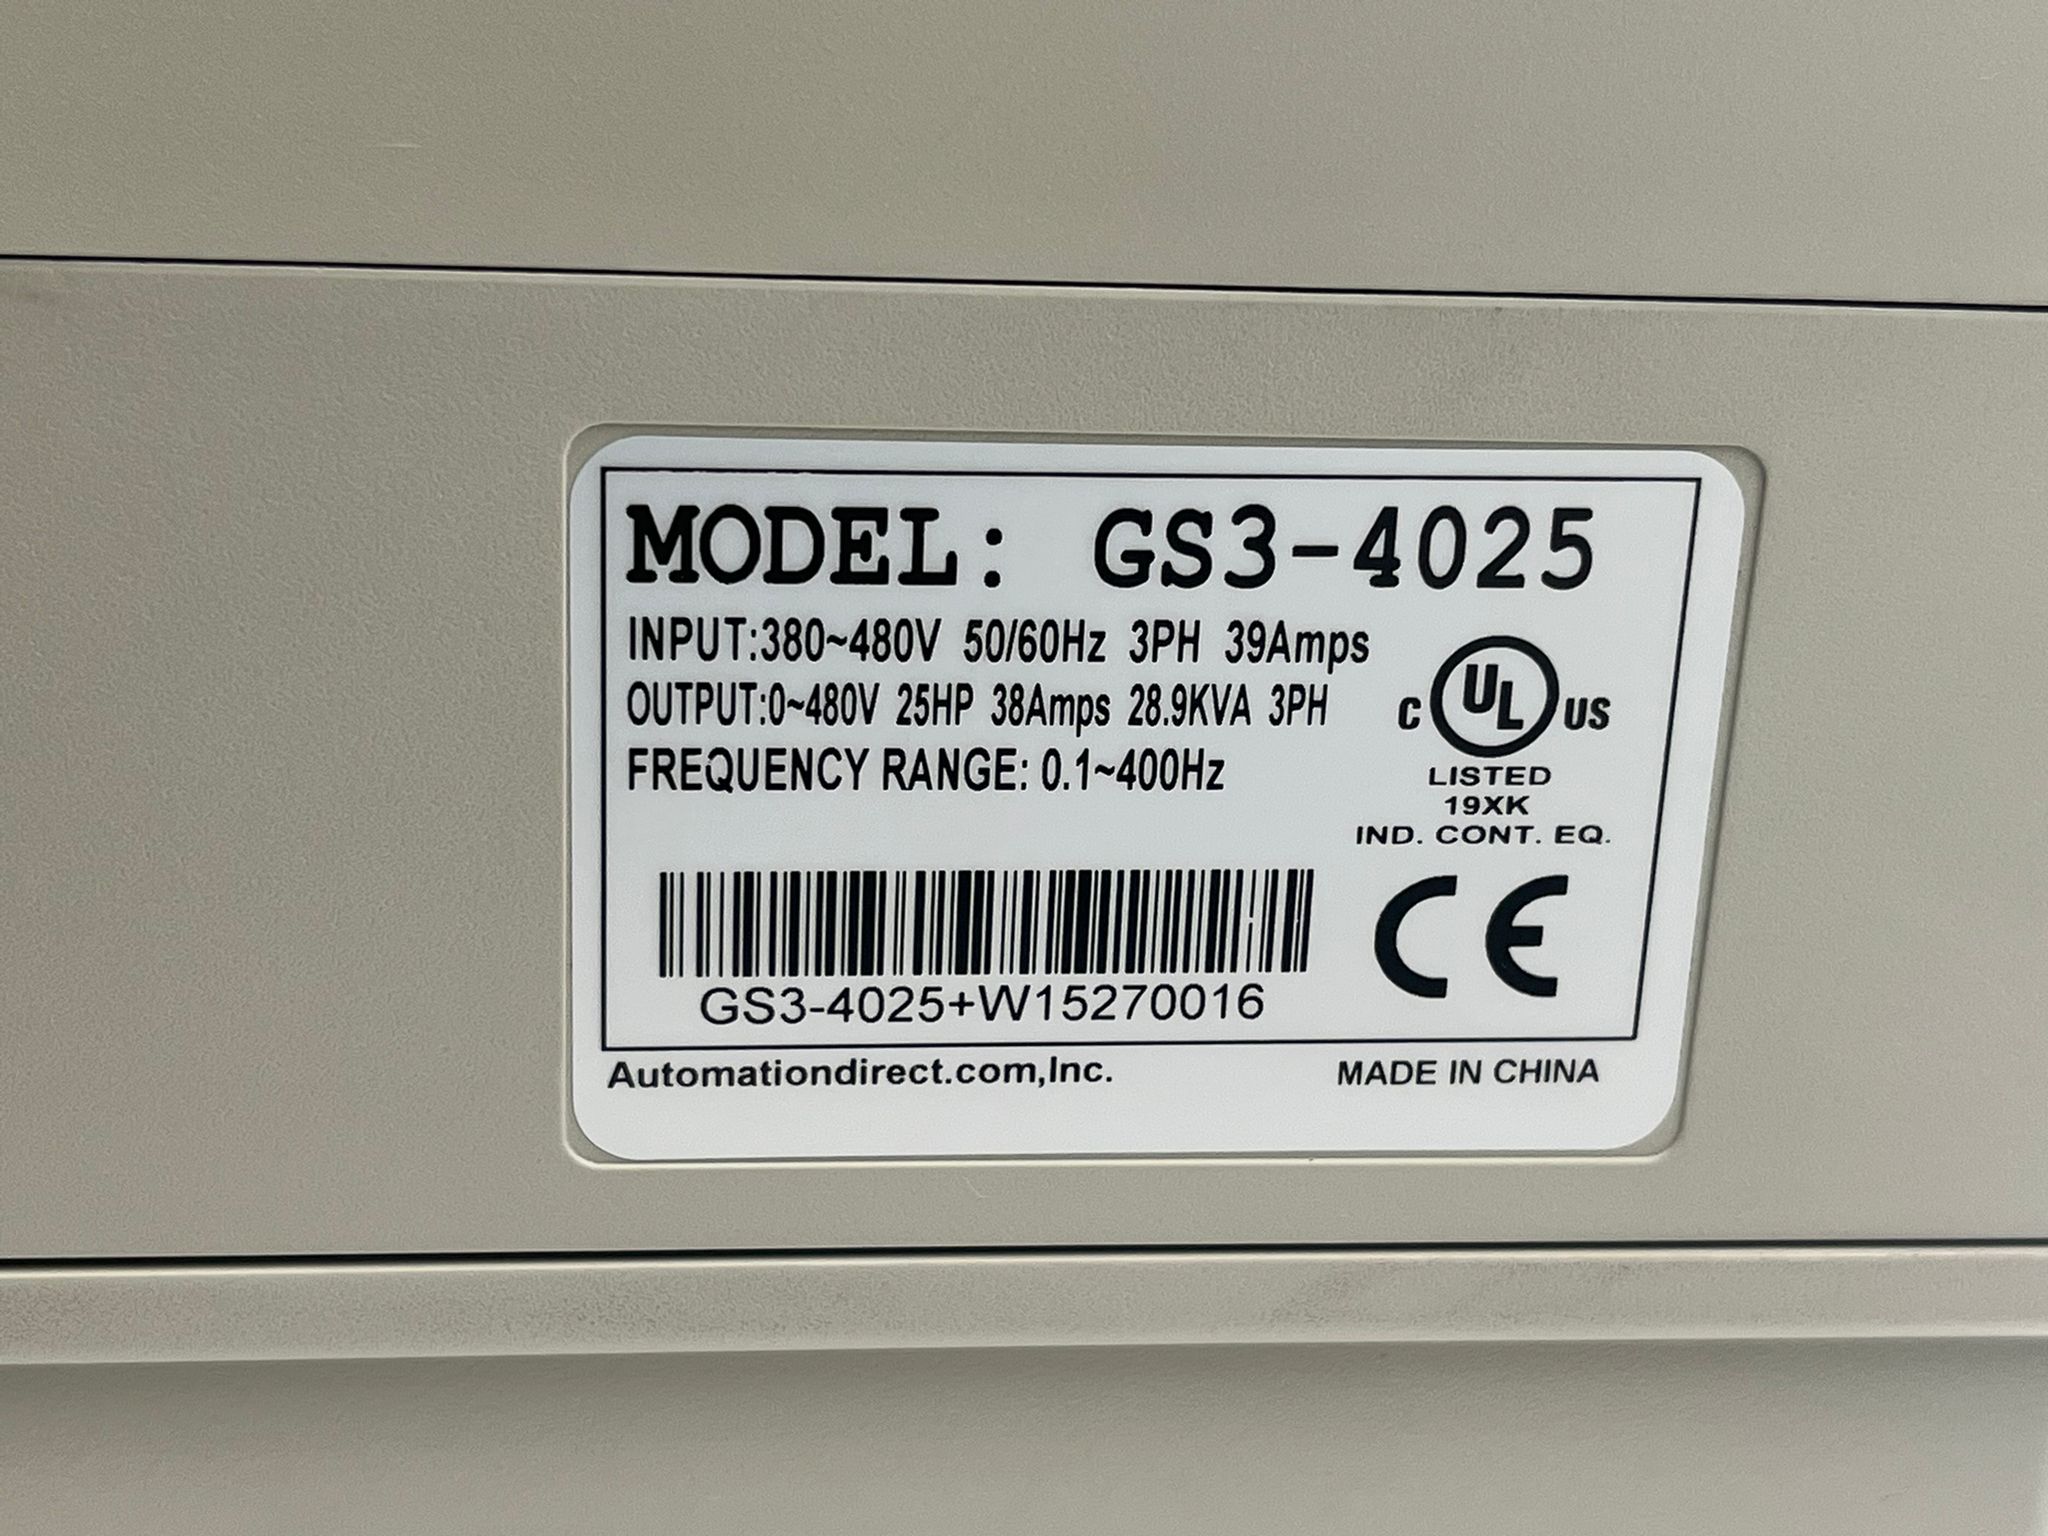 MODEL: GS3-4025
INPUT:380~480V 50/60Hz 3PH 39Amps
OUTPUT:0~480V 25HP 38Amps 28.9KVA 3PH
FREQUENCY RANGE: 0.1~400Hz
C UL US
LISTED
19XK
IND. CONT. EQ.
CE
GS3-4025+W15270016
Automationdirect.com,Inc. MADE IN CHINA